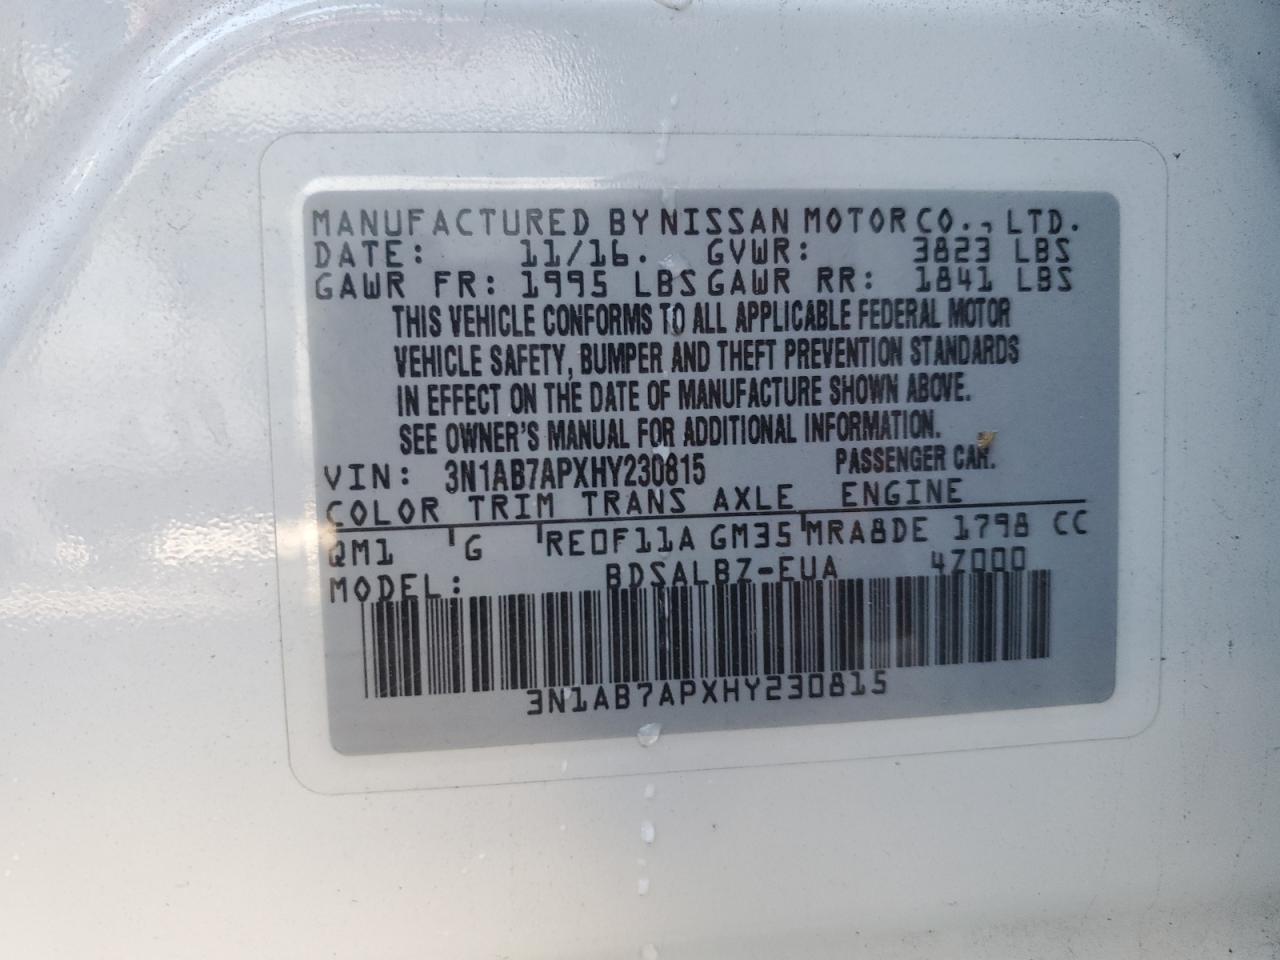 MANUFACTURED BY NISSAN MOTOR CO., LTD.
DATE: 11/16. GVWR: 3823 LBS
GAWR FR: 1995 LBS GAWR RR: 1841 LBS
THIS VEHICLE CONFORMS TO ALL APPLICABLE FEDERAL MOTOR
VEHICLE SAFETY, BUMPER AND THEFT PREVENTION STANDARDS
IN EFFECT ON THE DATE OF MANUFACTURE SHOWN ABOVE.
SEE OWNER'S MANUAL FOR ADDITIONAL INFORMATION.
VIN: 3N1AB7APXHY230815 PASSENGER CAR.
COLOR TRIM TRANS AXLE ENGINE
QM1 G RE0F11A GM35 MRA8DE 1798 CC
MODEL: BDSALBZ-EUA 4Z000
3N1AB7APXHY230815